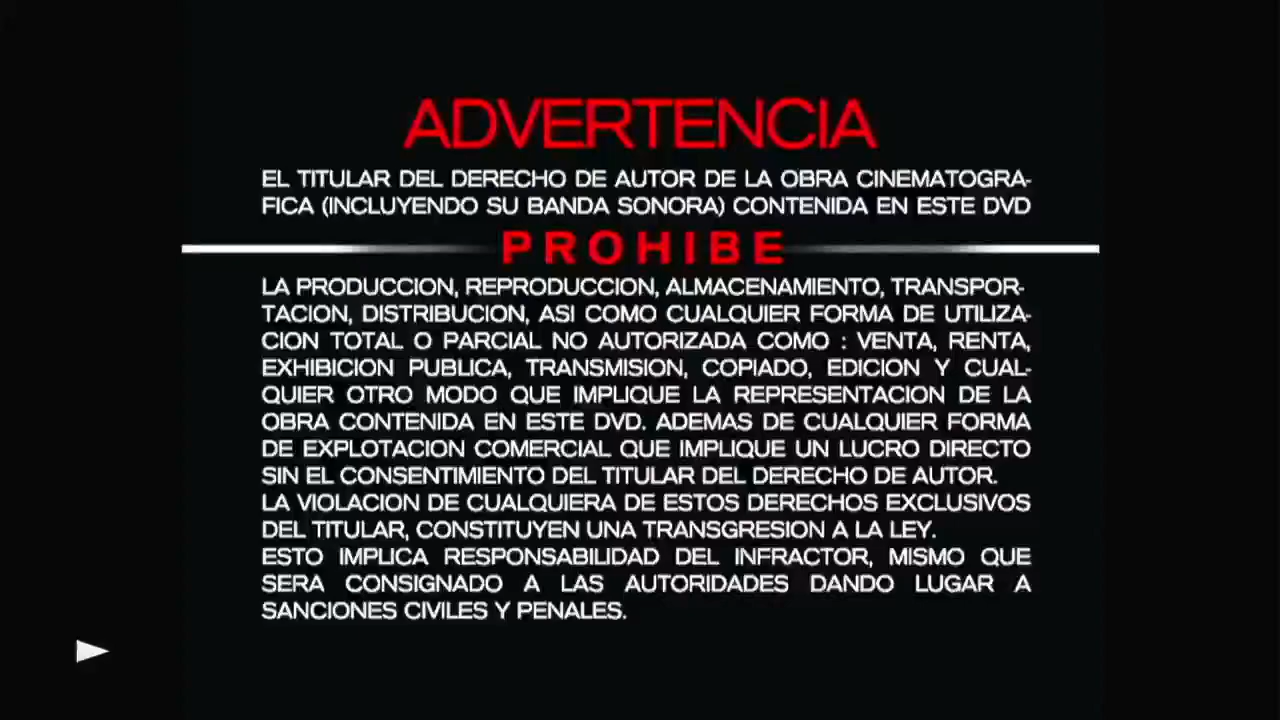 ADVERTENCIA
EL TITULAR DEL DERECHO DE AUTOR DE LA OBRA CINEMATOGRA-
FICA (INCLUYENDO SU BANDA SONORA) CONTENIDA EN ESTE DVD
PROHIBE
LA PRODUCCION, REPRODUCCION, ALMACENAMIENTO, TRANSPOR-
TACION, DISTRIBUCION, ASI COMO CUALQUIER FORMA DE UTILIZA-
CION TOTAL O PARCIAL NO AUTORIZADA COMO : VENTA, RENTA,
EXHIBICION PUBLICA, TRANSMISION, COPIADO, EDICION Y CUAL-
QUIER OTRO MODO QUE IMPLIQUE LA REPRESENTACION DE LA
OBRA CONTENIDA EN ESTE DVD. ADEMAS DE CUALQUIER FORMA
DE EXPLOTACION COMERCIAL QUE IMPLIQUE UN LUCRO DIRECTO
SIN EL CONSENTIMIENTO DEL TITULAR DEL DERECHO DE AUTOR.
LA VIOLACION DE CUALQUIERA DE ESTOS DERECHOS EXCLUSIVOS
DEL TITULAR, CONSTITUYEN UNA TRANSGRESION A LA LEY.
ESTO IMPLICA RESPONSABILIDAD DEL INFRACTOR, MISMO QUE
SERA CONSIGNADO A LAS AUTORIDADES DANDO LUGAR A
SANCIONES CIVILES Y PENALES.